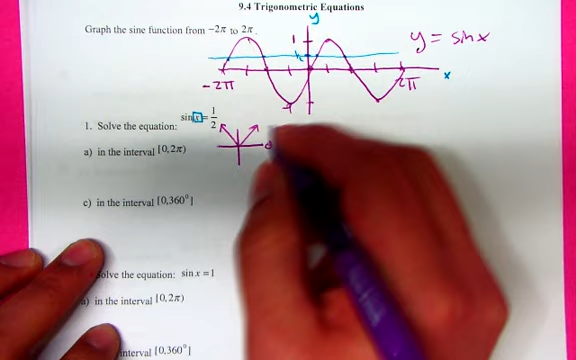 9.4 Trigonometric Equations
Graph the sine function from −2π to 2π.
y
1
½
y = sin x
−2π
2π
x
-1
1. Solve the equation: sin x = 1/2
a) in the interval [0, 2π)
c) in the interval [0,360°]
Solve the equation: sin x = 1
a) in the interval [0, 2π)
interval [0,360°]